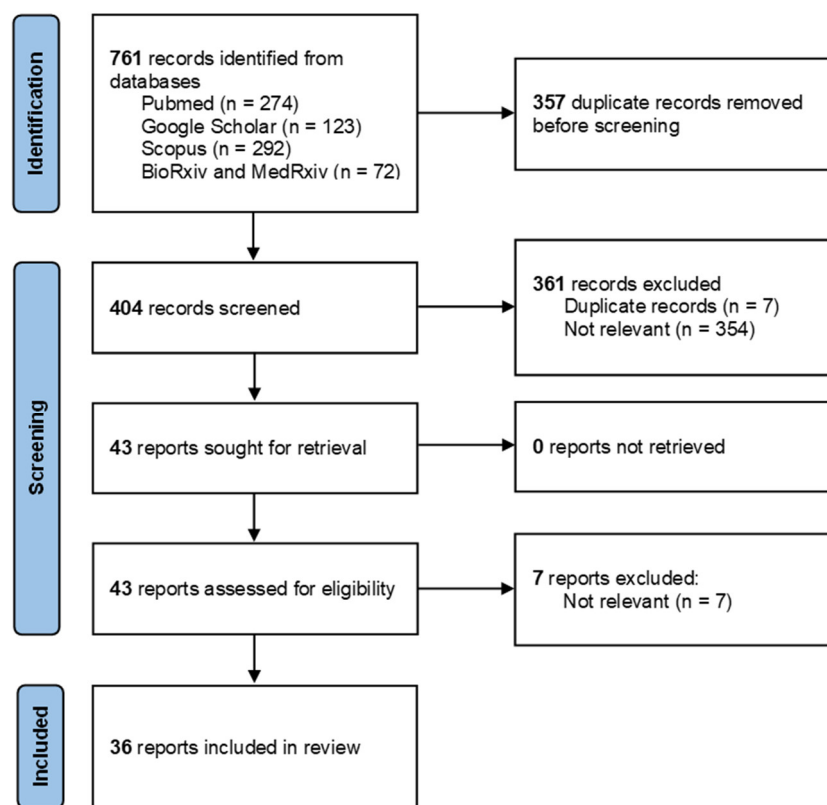 Identification
761 records identified from
databases
Pubmed (n = 274)
Google Scholar (n = 123)
Scopus (n = 292)
BioRxiv and MedRxiv (n = 72)
357 duplicate records removed
before screening
Screening
404 records screened
361 records excluded
Duplicate records (n = 7)
Not relevant (n = 354)
43 reports sought for retrieval
0 reports not retrieved
43 reports assessed for eligibility
7 reports excluded:
Not relevant (n = 7)
Included
36 reports included in review